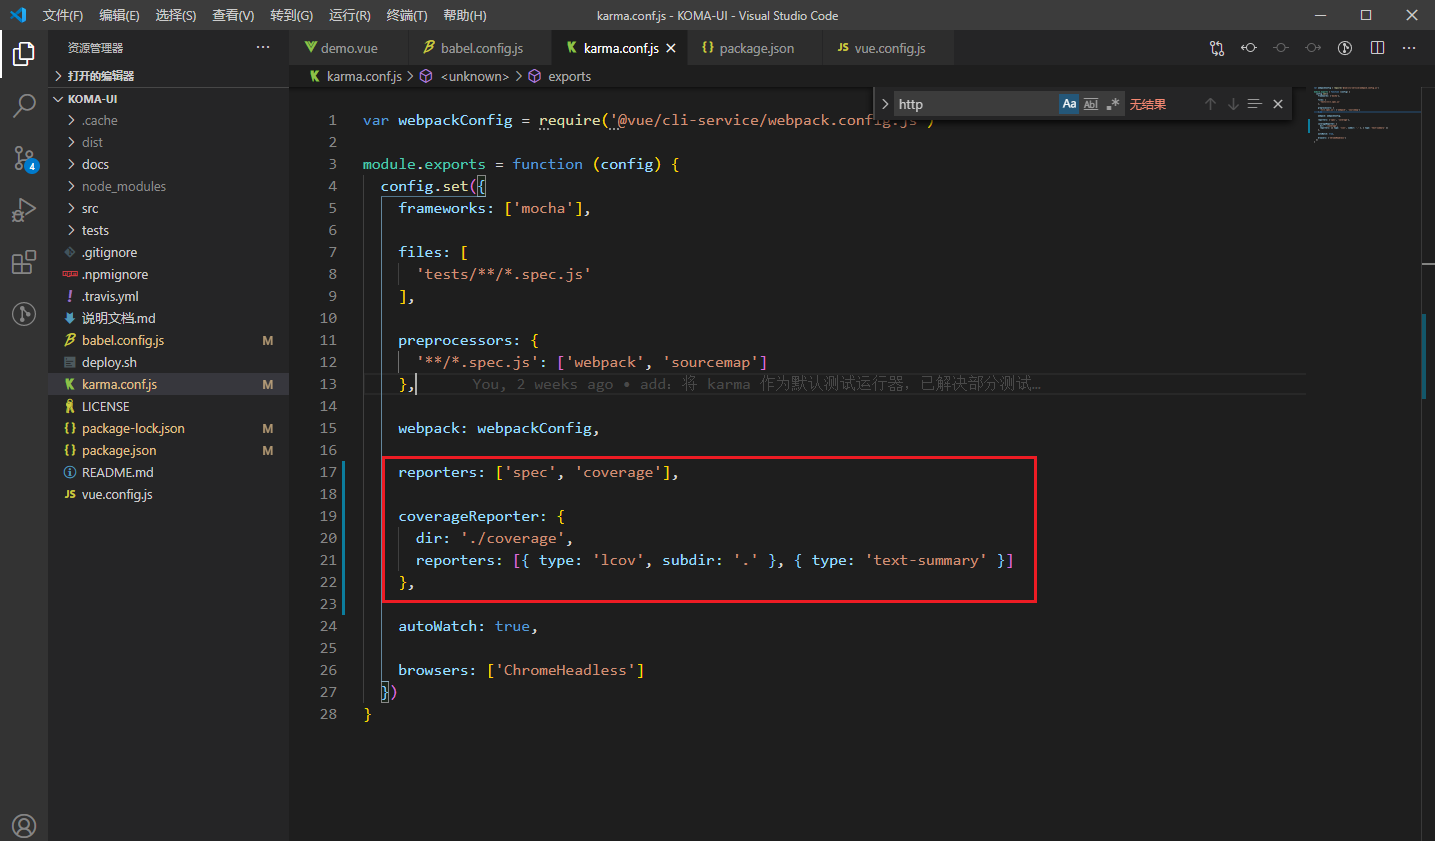 文件(F) 编辑(E) 选择(S) 查看(V) 转到(G) 运行(R) 终端(T) 帮助(H) karma.conf.js - KOMA-UI - Visual Studio Code
资源管理器
打开的编辑器
KOMA-UI
.cache
dist
docs
node_modules
src
tests
.gitignore
.npmignore
.travis.yml
说明文档.md
babel.config.js M
deploy.sh
karma.conf.js M
LICENSE
package-lock.json M
package.json M
README.md
JS vue.config.js
4
demo.vue babel.config.js karma.conf.js package.json JS vue.config.js
karma.conf.js > <unknown> > exports
http Aa Abl .* 无结果
1 var webpackConfig = require('@vue/cli-service/webpack.config.js')
2
3 module.exports = function (config) {
4 config.set({
5 frameworks: ['mocha'],
6
7 files: [
8 'tests/**/*.spec.js'
9 ],
10
11 preprocessors: {
12 '**/*.spec.js': ['webpack', 'sourcemap']
13 }, You, 2 weeks ago • add: 将 karma 作为默认测试运行器，已解决部分测试…
14
15 webpack: webpackConfig,
16
17 reporters: ['spec', 'coverage'],
18
19 coverageReporter: {
20 dir: './coverage',
21 reporters: [{ type: 'lcov', subdir: '.' }, { type: 'text-summary' }]
22 },
23
24 autoWatch: true,
25
26 browsers: ['ChromeHeadless']
27 })
28 }